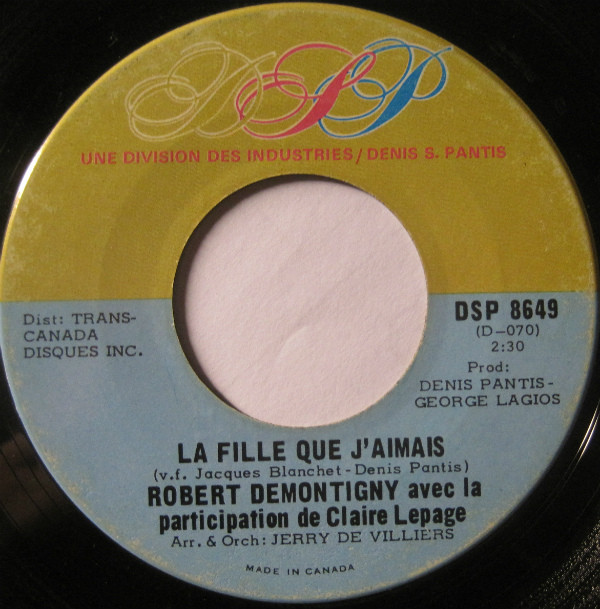 DSP
UNE DIVISION DES INDUSTRIES / DENIS S. PANTIS
Dist: TRANS-
CANADA
DISQUES INC.
DSP 8649
(D-070)
2:30
Prod:
DENIS PANTIS-
GEORGE LAGIOS
LA FILLE QUE J'AIMAIS
(v.f. Jacques Blanchet-Denis Pantis)
ROBERT DEMONTIGNY avec la
participation de Claire Lepage
Arr. & Orch: JERRY DE VILLIERS
MADE IN CANADA